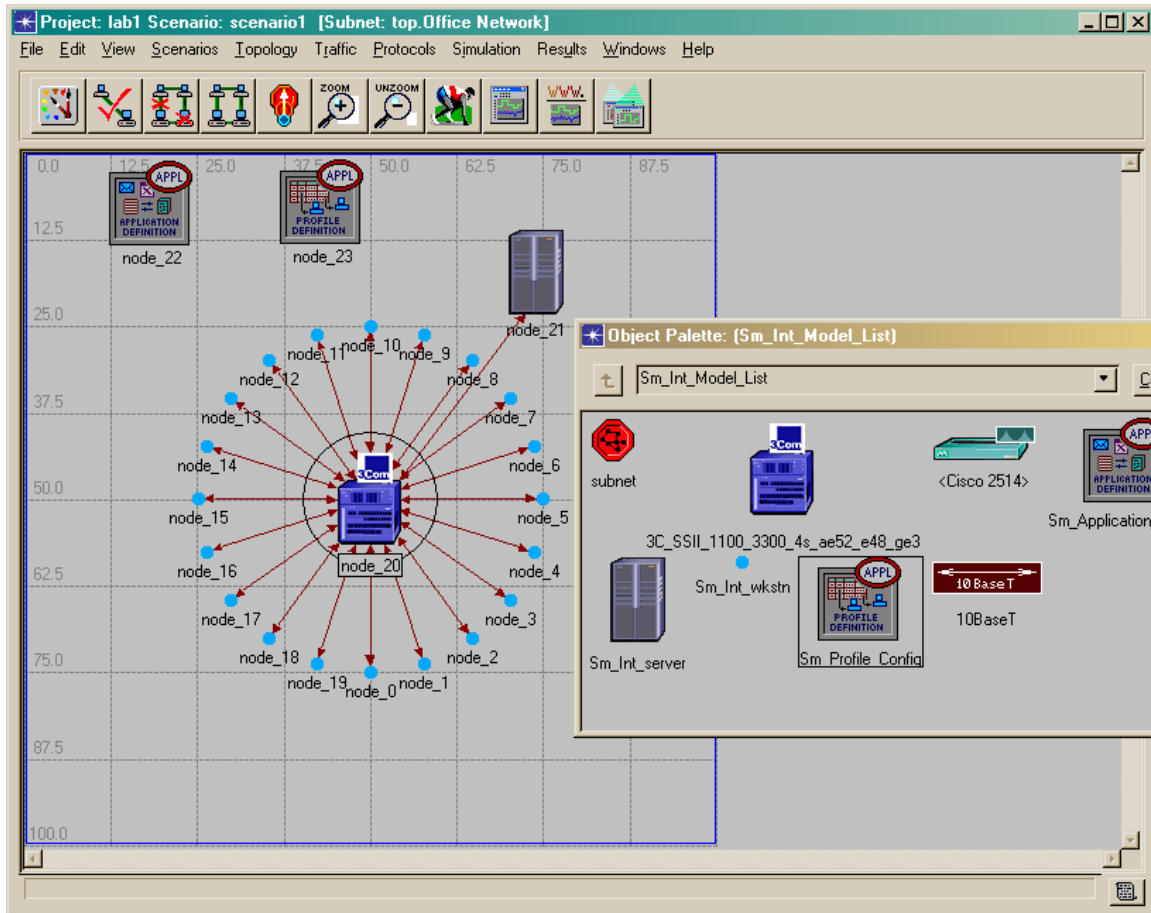 Project: lab1 Scenario: scenario1 [Subnet: top.Office Network]
File Edit View Scenarios Topology Traffic Protocols Simulation Results Windows Help
ZOOM UNZOOM WWW.
0.0 12.5 25.0 37.5 50.0 62.5 75.0 87.5
APPL APPL
APPLICATION DEFINITION
PROFILE DEFINITION
12.5
node_22 node_23
25.0
node_21
node_11 node_10 node_9
node_12 node_8
37.5
node_13 node_7
node_14 node_6
3Com
50.0
node_15 node_5
node_16 node_20 node_4
62.5
node_17 node_3
node_18 node_2
75.0
node_19 node_0 node_1
87.5
100.0
Object Palette: (Sm_Int_Model_List)
Sm_Int_Model_List
3Com
APPLICATION DEFINITION
subnet
<Cisco 2514>
Sm_Application
3C_SSII_1100_3300_4s_ae52_e48_ge3
Sm_Int_wkstn
APPL
PROFILE DEFINITION
10BaseT
10BaseT
Sm_Int_server
Sm_Profile_Config